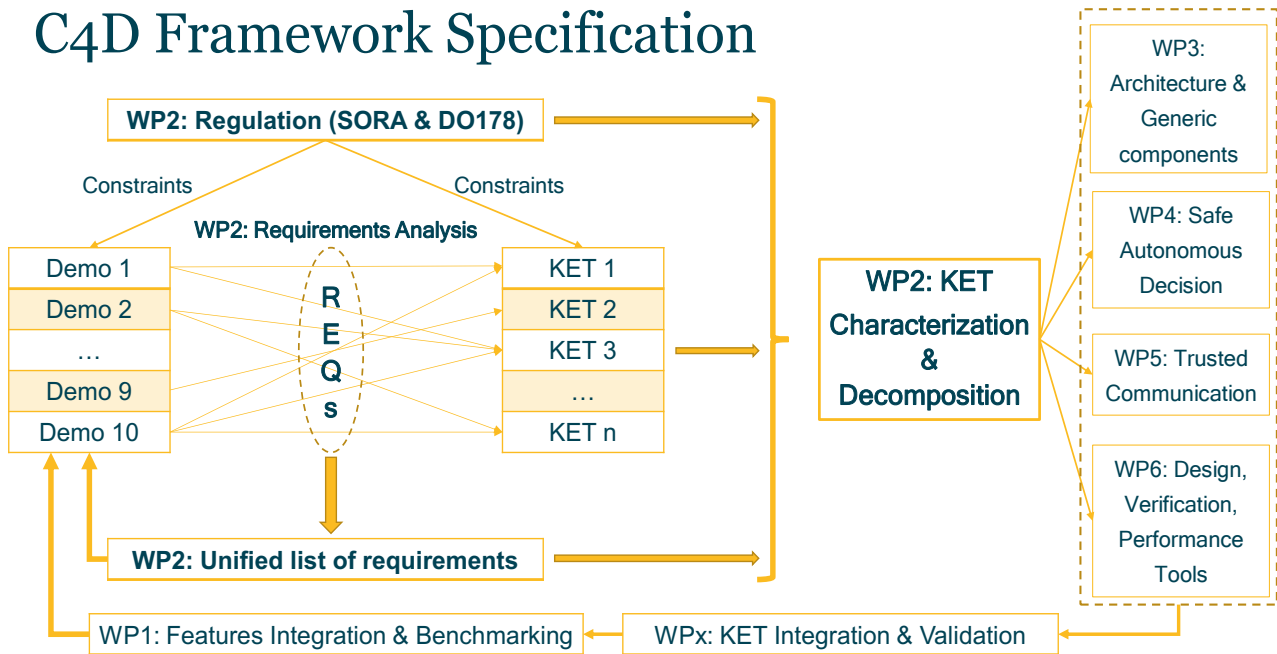 C4D Framework Specification
WP2: Regulation (SORA & DO178)
Constraints
Constraints
WP2: Requirements Analysis
Demo 1
Demo 2
…
Demo 9
Demo 10
R
E
Q
s
KET 1
KET 2
KET 3
…
KET n
WP2: Unified list of requirements
WP2: KET
Characterization
&
Decomposition
WP3:
Architecture &
Generic
components
WP4: Safe
Autonomous
Decision
WP5: Trusted
Communication
WP6: Design,
Verification,
Performance
Tools
WP1: Features Integration & Benchmarking
WPx: KET Integration & Validation